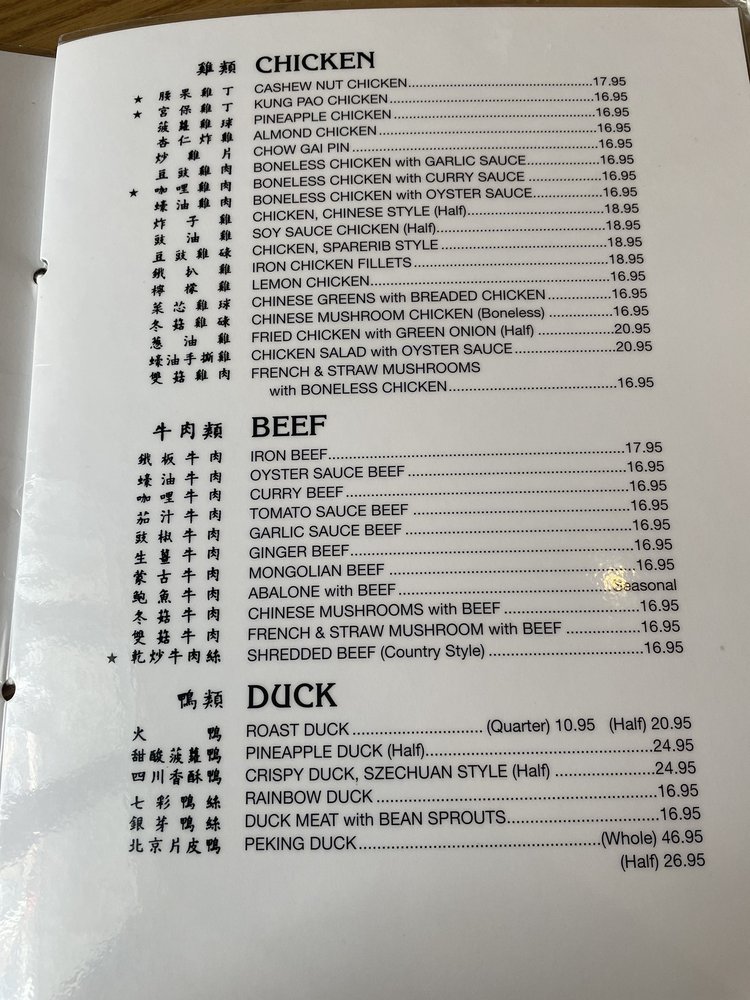 雞類 CHICKEN
★ 腰果雞丁 CASHEW NUT CHICKEN 17.95
★ 宮保雞丁 KUNG PAO CHICKEN 16.95
菠蘿雞球 PINEAPPLE CHICKEN 16.95
杏仁炸雞 ALMOND CHICKEN 16.95
炒雞片 CHOW GAI PIN 16.95
豆豉雞肉 BONELESS CHICKEN with GARLIC SAUCE 16.95
★ 咖哩雞肉 BONELESS CHICKEN with CURRY SAUCE 16.95
蠔油雞肉 BONELESS CHICKEN with OYSTER SAUCE 16.95
炸子雞 CHICKEN, CHINESE STYLE (Half) 18.95
豉油雞 SOY SAUCE CHICKEN (Half) 18.95
豆豉雞碌 CHICKEN, SPARERIB STYLE 18.95
鐵扒雞 IRON CHICKEN FILLETS 18.95
檸檬雞 LEMON CHICKEN 16.95
菜芯雞球 CHINESE GREENS with BREADED CHICKEN 16.95
冬菇雞碌 CHINESE MUSHROOM CHICKEN (Boneless) 16.95
蔥油雞 FRIED CHICKEN with GREEN ONION (Half) 20.95
蠔油手撕雞 CHICKEN SALAD with OYSTER SAUCE 20.95
雙菇雞肉 FRENCH & STRAW MUSHROOMS
with BONELESS CHICKEN 16.95
牛肉類 BEEF
鐵板牛肉 IRON BEEF 17.95
蠔油牛肉 OYSTER SAUCE BEEF 16.95
咖哩牛肉 CURRY BEEF 16.95
茄汁牛肉 TOMATO SAUCE BEEF 16.95
豉椒牛肉 GARLIC SAUCE BEEF 16.95
生薑牛肉 GINGER BEEF 16.95
蒙古牛肉 MONGOLIAN BEEF 16.95
鮑魚牛肉 ABALONE with BEEF Seasonal
冬菇牛肉 CHINESE MUSHROOMS with BEEF 16.95
雙菇牛肉 FRENCH & STRAW MUSHROOM with BEEF 16.95
★ 乾炒牛肉絲 SHREDDED BEEF (Country Style) 16.95
鴨類 DUCK
火鴨 ROAST DUCK (Quarter) 10.95 (Half) 20.95
甜酸菠蘿鴨 PINEAPPLE DUCK (Half) 24.95
四川香酥鴨 CRISPY DUCK, SZECHUAN STYLE (Half) 24.95
七彩鴨絲 RAINBOW DUCK 16.95
銀芽鴨絲 DUCK MEAT with BEAN SPROUTS 16.95
北京片皮鴨 PEKING DUCK (Whole) 46.95
(Half) 26.95